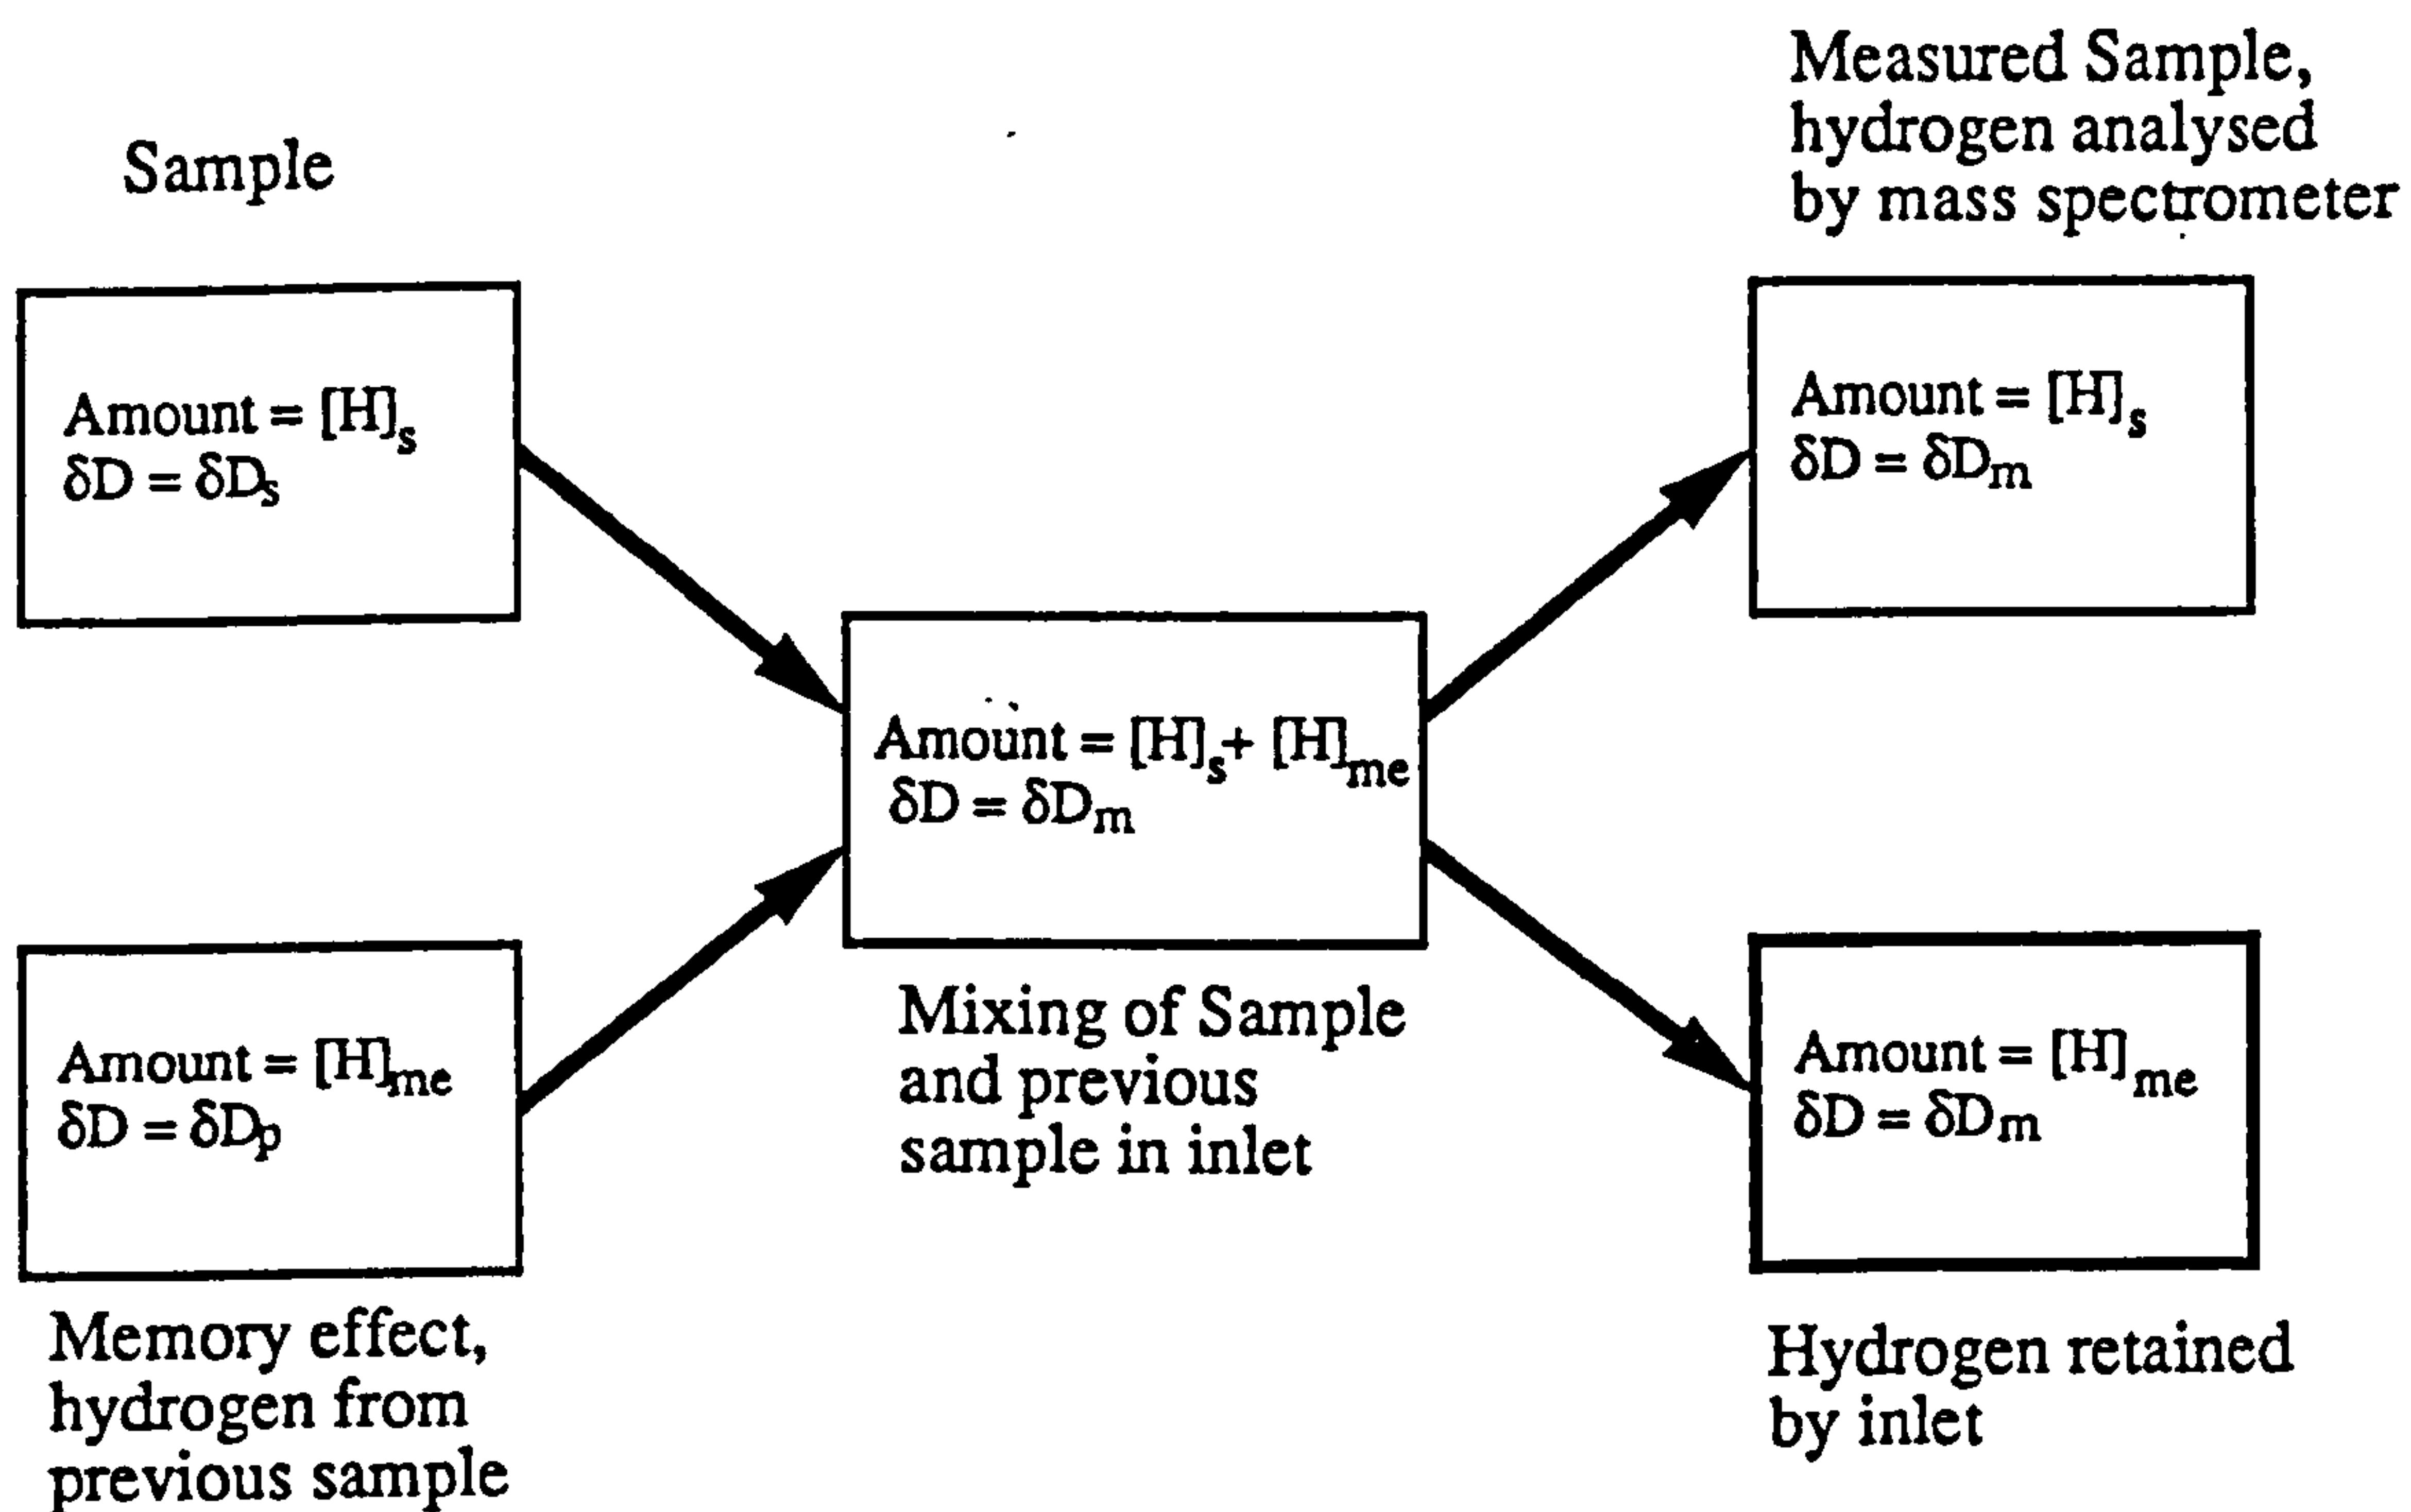 Sample
Amount = [H]s
δD = δDs
Memory effect,
hydrogen from
previous sample
Amount = [H]me
δD = δDp
Amount = [H]s + [H]me
δD = δDm
Mixing of Sample
and previous
sample in inlet
Measured Sample,
hydrogen analysed
by mass spectrometer
Amount = [H]s
δD = δDm
Amount = [H]me
δD = δDm
Hydrogen retained
by inlet